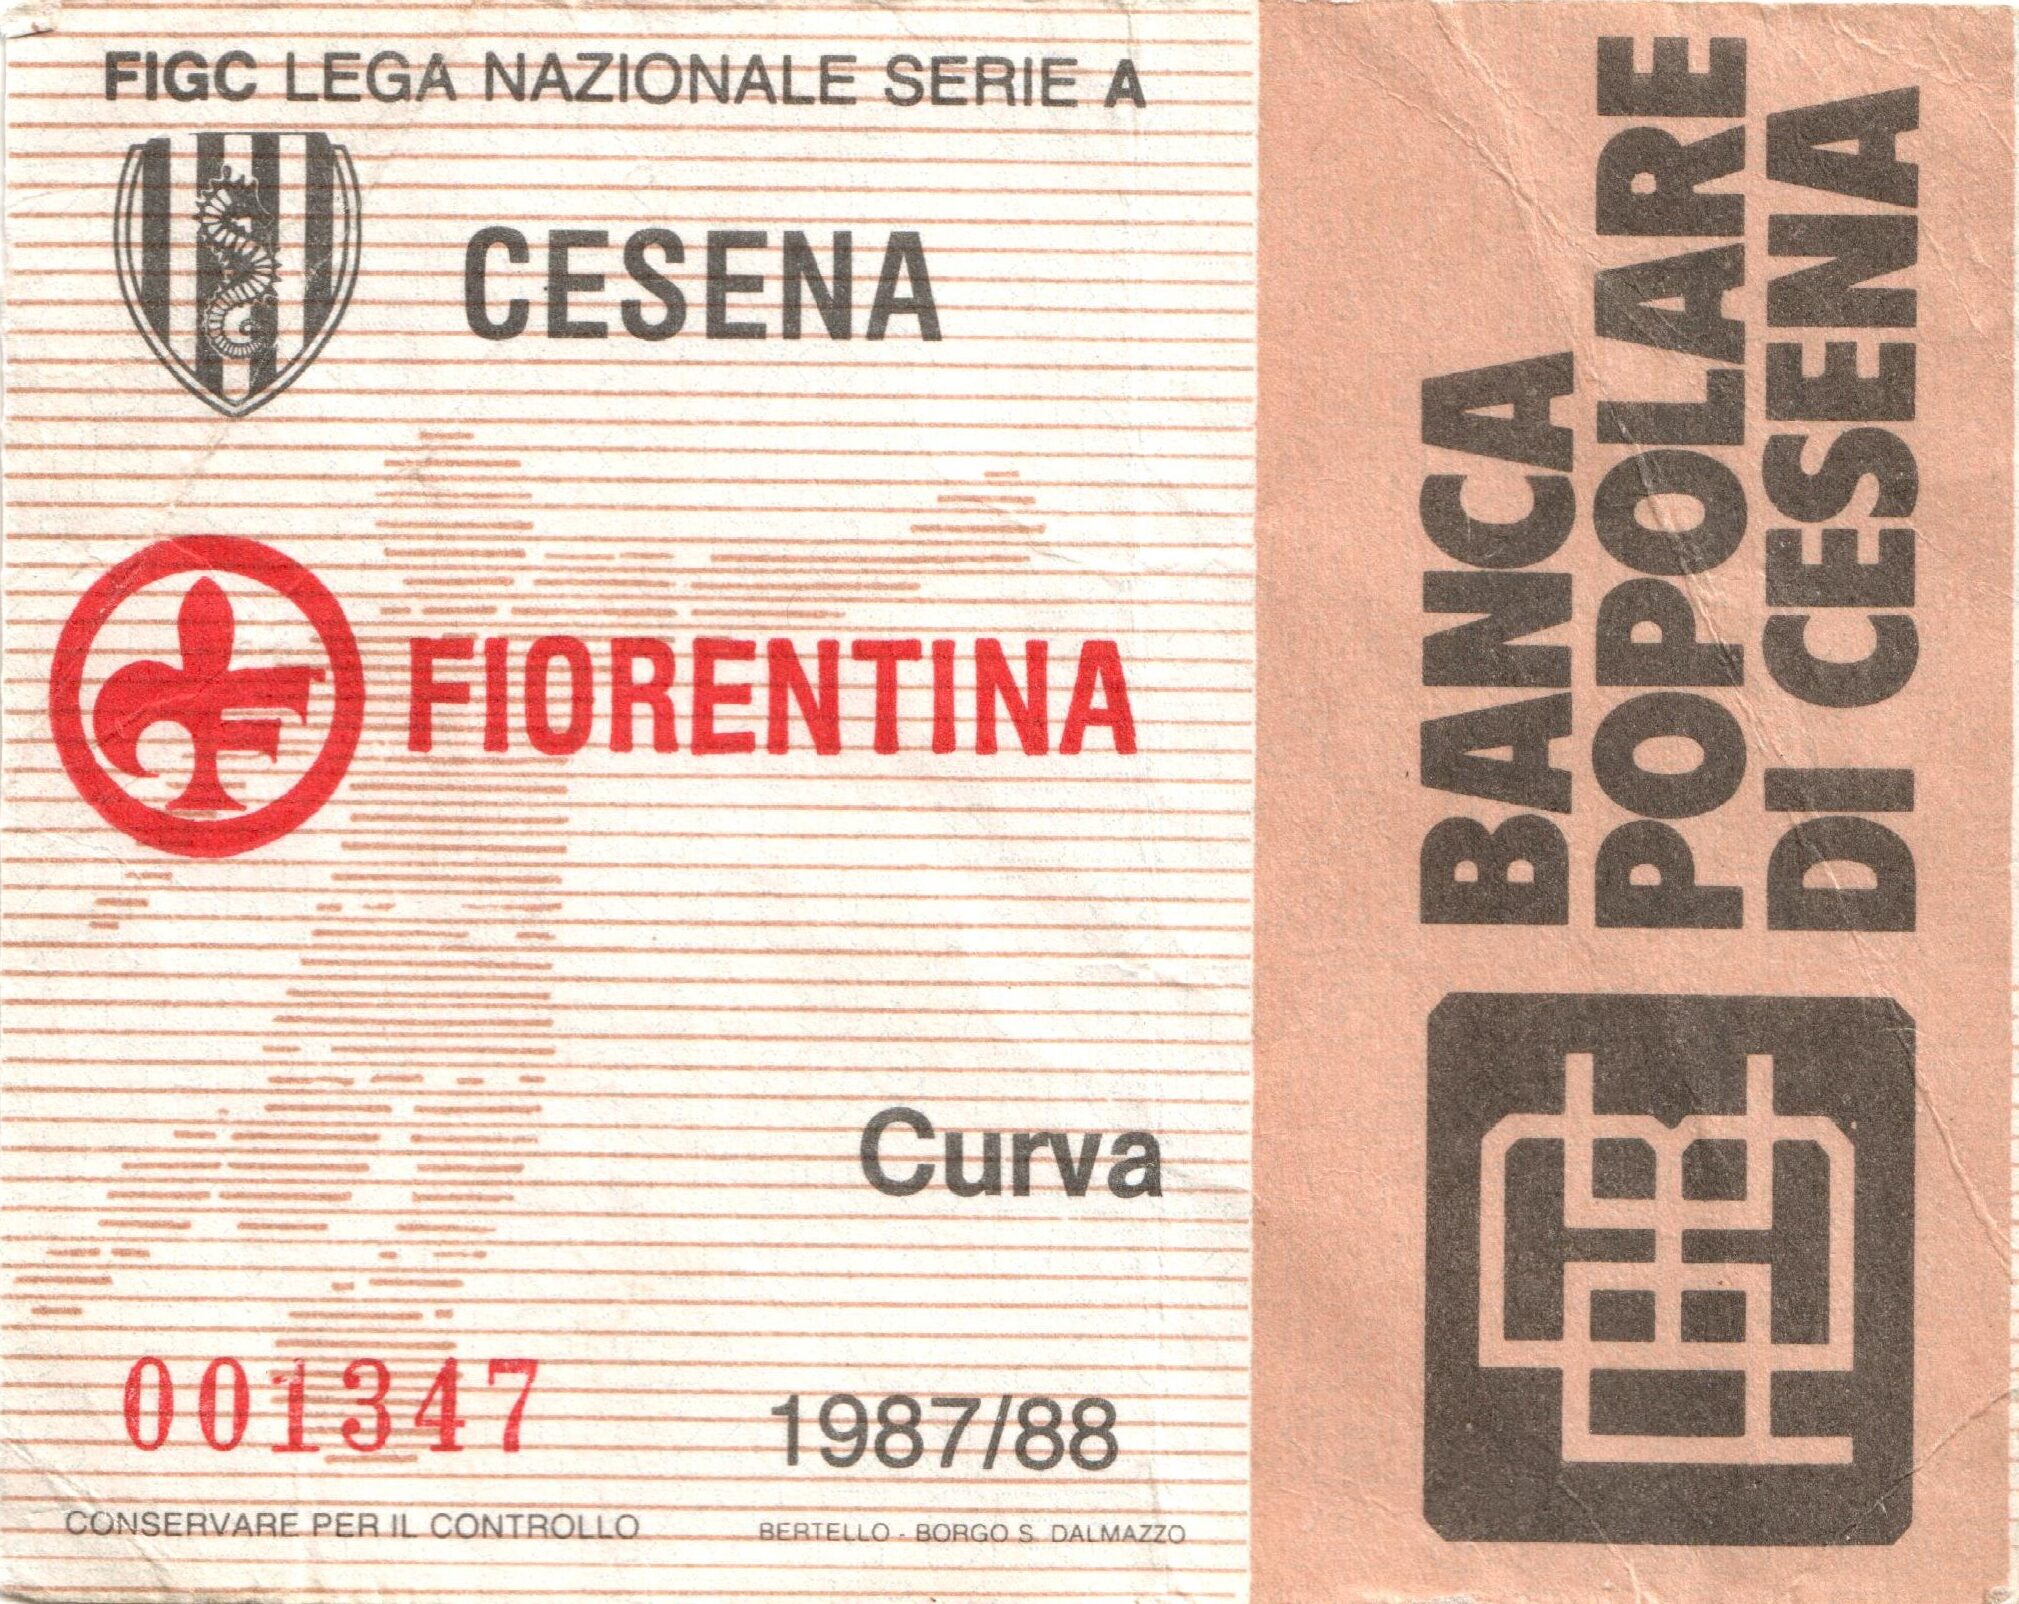 FIGC LEGA NAZIONALE SERIE A
CESENA
FIORENTINA
Curva
001347
1987/88
CONSERVARE PER IL CONTROLLO
BERTELLO - BORGO S. DALMAZZO
BANCA
POPOLARE
DI CESENA